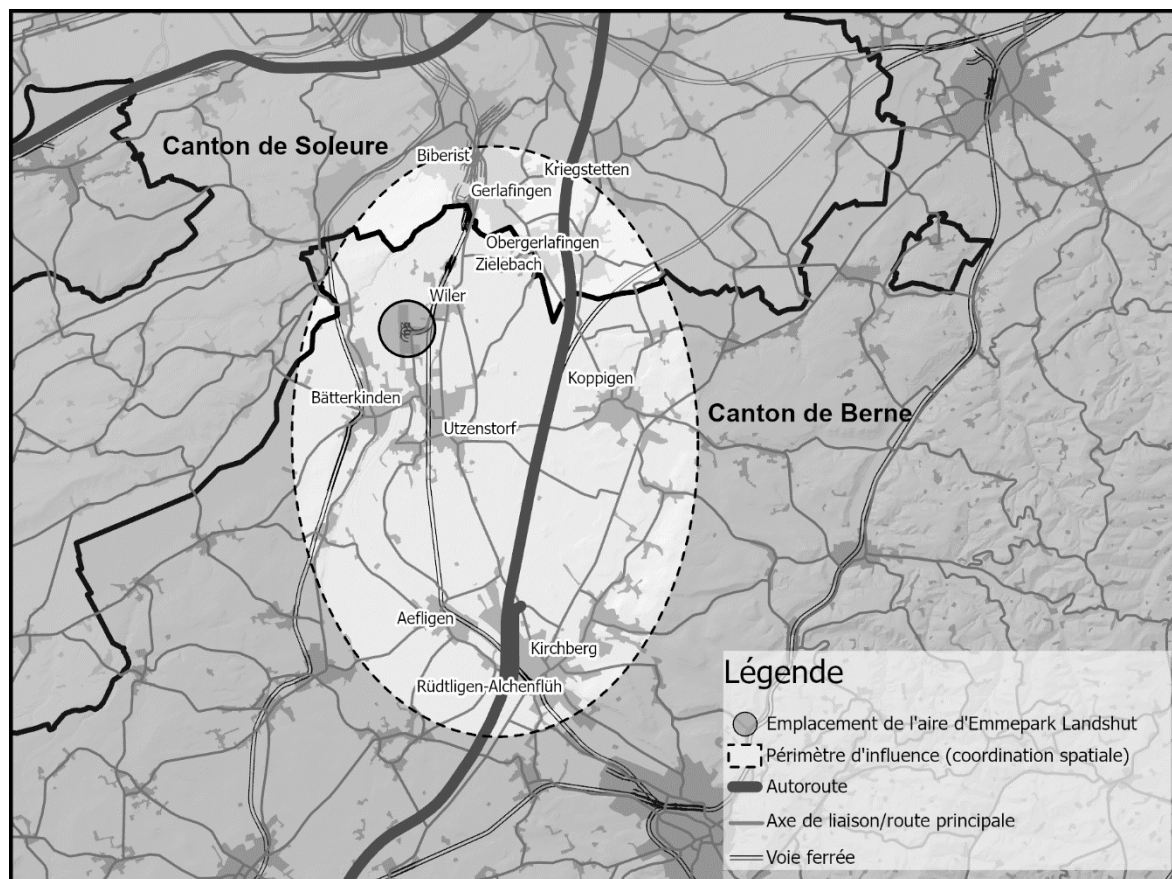 Canton de Soleure
Biberist
Kriegstetten
Gerlafingen
Obergerlafingen
Zielebach
Wiler
Koppigen
Bätterkinden
Canton de Berne
Utzenstorf
Aefligen
Kirchberg
Rüdtligen-Alchenflüh
Légende
Emplacement de l'aire d'Emmepark Landshut
Périmètre d'influence (coordination spatiale)
Autoroute
Axe de liaison/route principale
Voie ferrée